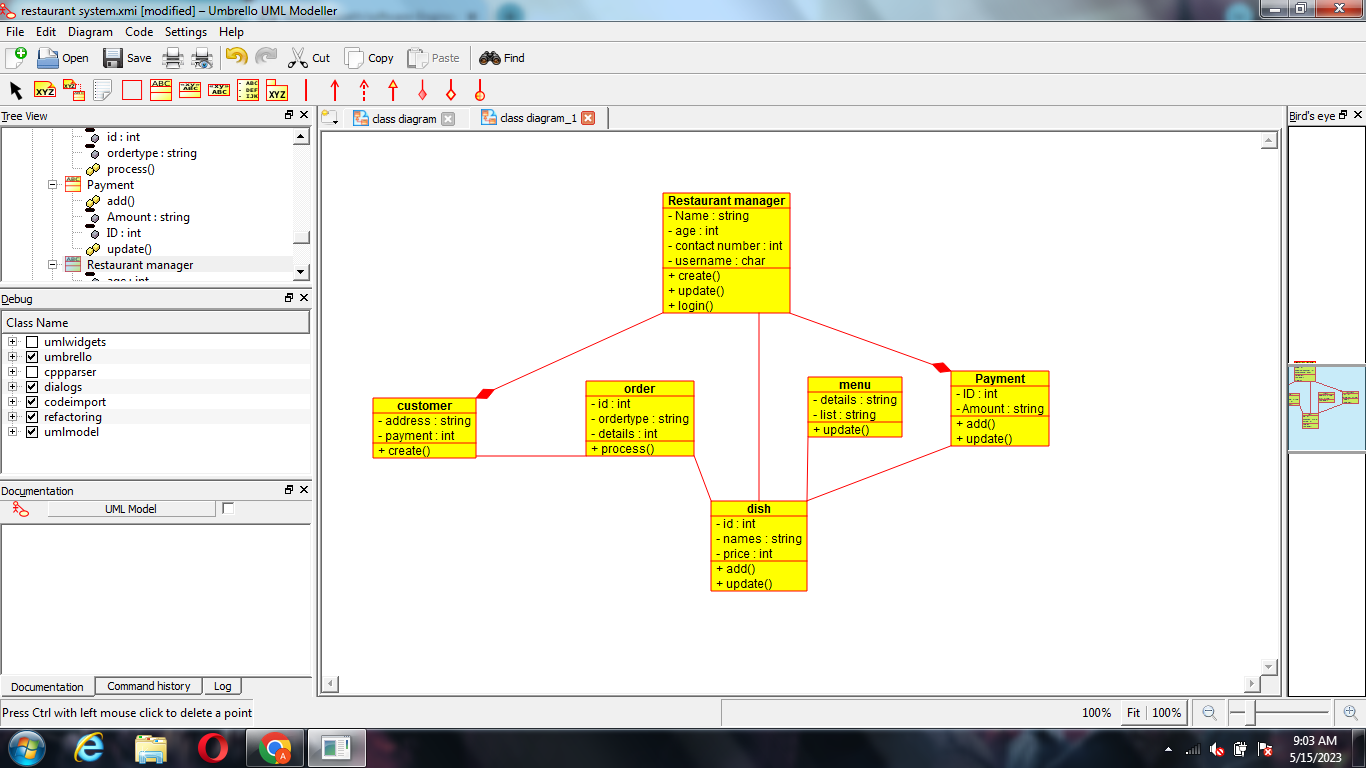 restaurant system.xmi [modified] – Umbrello UML Modeller
File Edit Diagram Code Settings Help
Open Save Cut Copy Paste Find
Tree View
id : int
ordertype : string
process()
Payment
add()
Amount : string
ID : int
update()
Restaurant manager
Debug
Class Name
umlwidgets
umbrello
cppparser
dialogs
codeimport
refactoring
umlmodel
Documentation
UML Model
Documentation Command history Log
class diagram class diagram_1
Restaurant manager
- Name : string
- age : int
- contact number : int
- username : char
+ create()
+ update()
+ login()
customer
- address : string
- payment : int
+ create()
order
- id : int
- ordertype : string
- details : int
+ process()
menu
- details : string
- list : string
+ update()
Payment
- ID : int
- Amount : string
+ add()
+ update()
dish
- id : int
- names : string
- price : int
+ add()
+ update()
Bird's eye
Press Ctrl with left mouse click to delete a point
100% Fit 100%
9:03 AM
5/15/2023